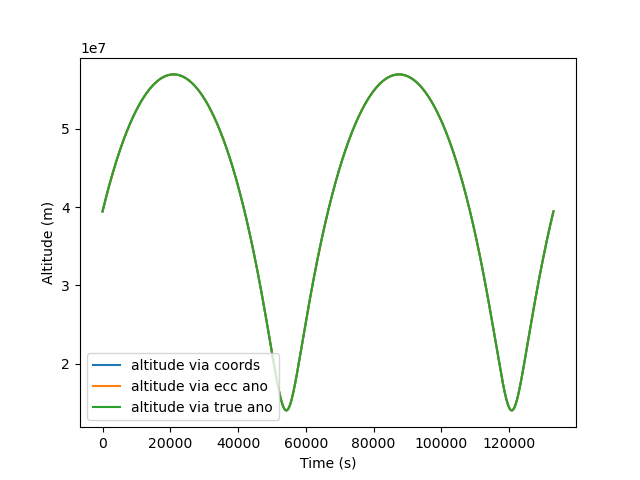 1e7
5
4
3
2
Altitude (m)
altitude via coords
altitude via ecc ano
altitude via true ano
0 20000 40000 60000 80000 100000 120000
Time (s)